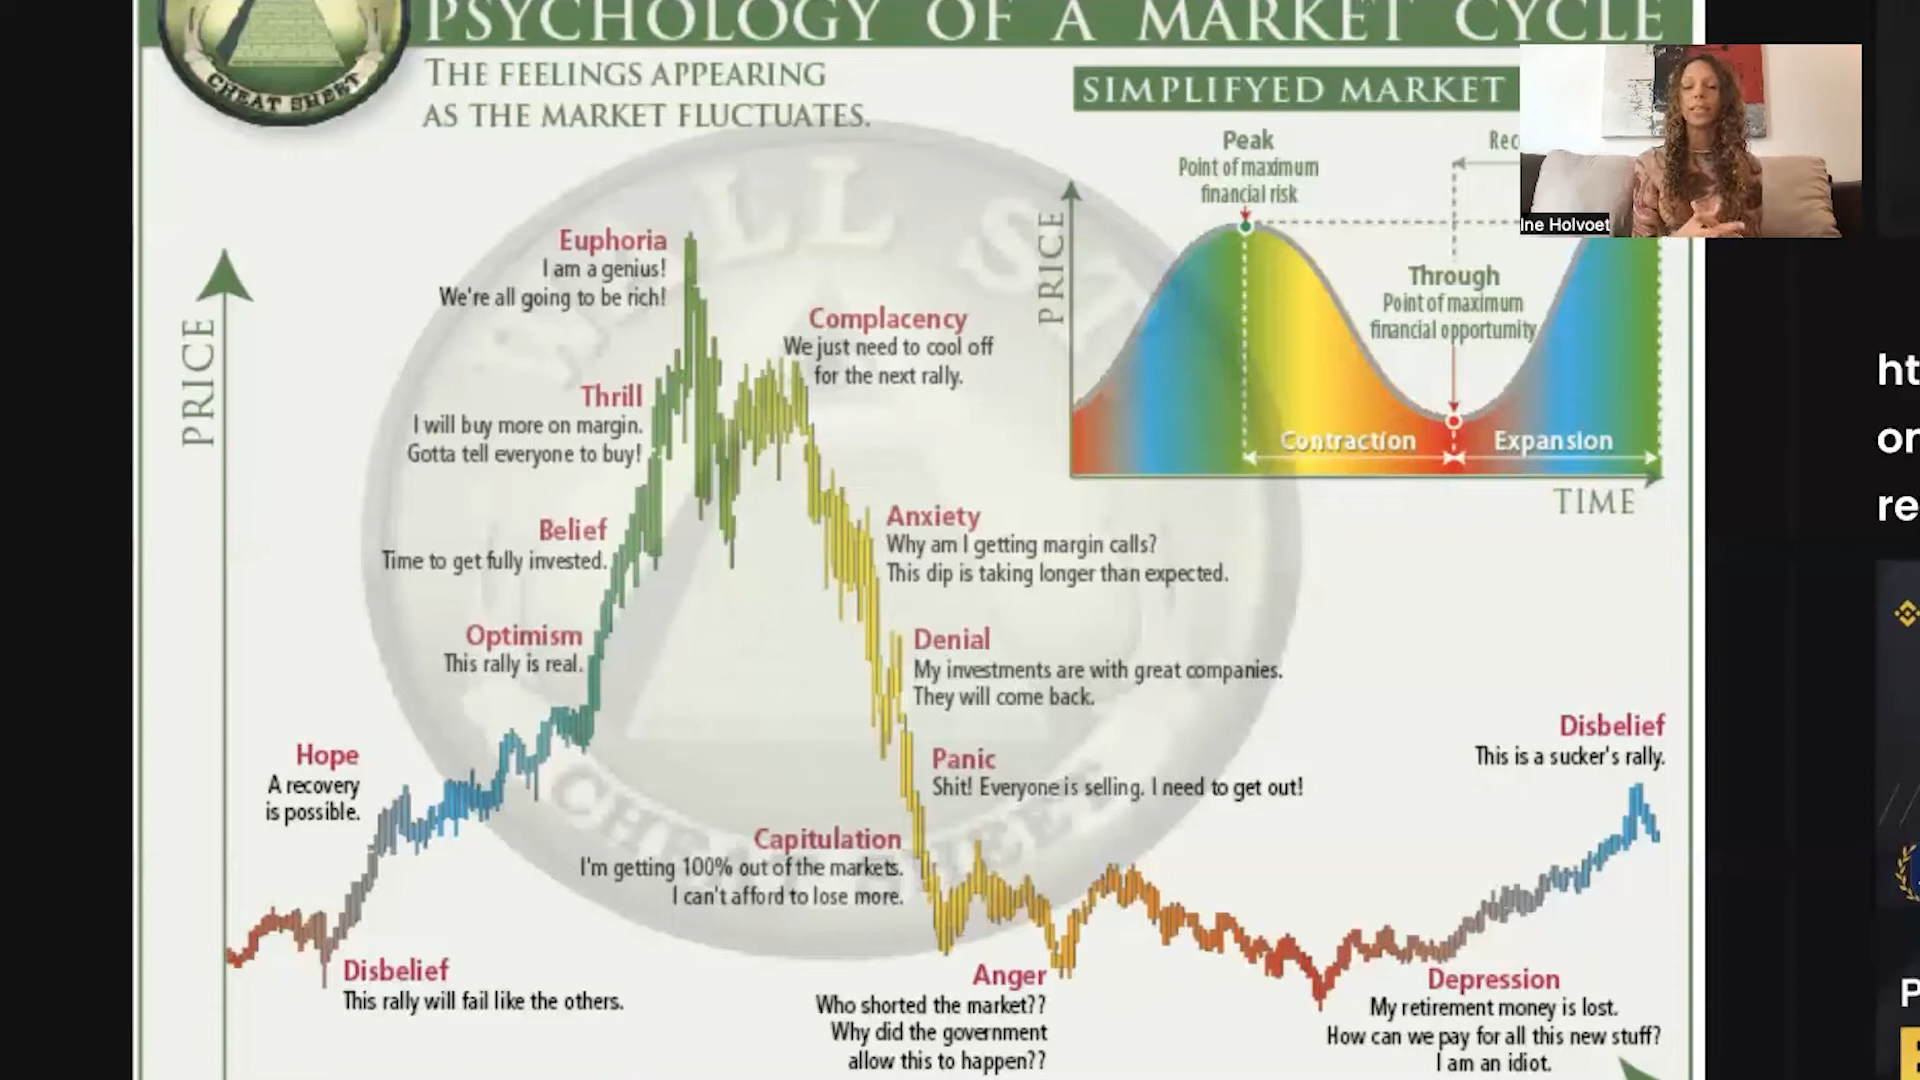 PSYCHOLOGY OF A MARKET CYCLE
CHEAT SHEET
THE FEELINGS APPEARING
AS THE MARKET FLUCTUATES.
SIMPLIFYED MARKET
Peak
Point of maximum
financial risk
Ine Holvoet
PRICE
Through
Point of maximum
financial opportunity
Contraction
Expansion
TIME
WALL ST
CHEAT SHEET
PRICE
Euphoria
I am a genius!
We're all going to be rich!
Complacency
We just need to cool off
for the next rally.
Thrill
I will buy more on margin.
Gotta tell everyone to buy!
Belief
Time to get fully invested.
Anxiety
Why am I getting margin calls?
This dip is taking longer than expected.
Optimism
This rally is real.
Denial
My investments are with great companies.
They will come back.
Hope
A recovery
is possible.
Panic
Shit! Everyone is selling. I need to get out!
Disbelief
This is a sucker's rally.
Capitulation
I'm getting 100% out of the markets.
I can't afford to lose more.
Disbelief
This rally will fail like the others.
Anger
Who shorted the market??
Why did the government
allow this to happen??
Depression
My retirement money is lost.
How can we pay for all this new stuff?
I am an idiot.
ht
on
re
P